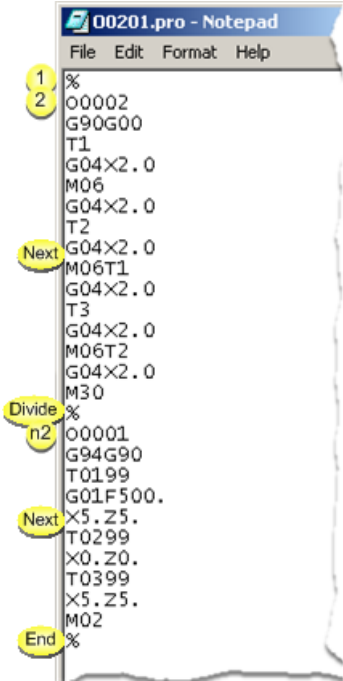 O0201.pro - Notepad
File Edit Format Help
1 %
2 O0002
G90G00
T1
G04X2.0
M06
G04X2.0
T2
Next G04X2.0
M06T1
G04X2.0
T3
G04X2.0
M06T2
G04X2.0
M30
Divide %
n2 O0001
G94G90
T0199
G01F500.
Next X5.Z5.
T0299
X0.Z0.
T0399
X5.Z5.
M02
End %